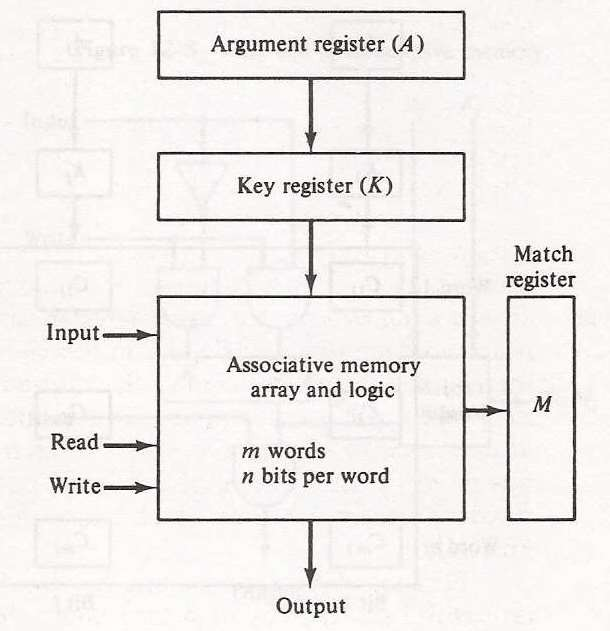 Argument register (A)
Key register (K)
Match
register
Input
Associative memory
array and logic
M
Read
m words
n bits per word
Write
Output